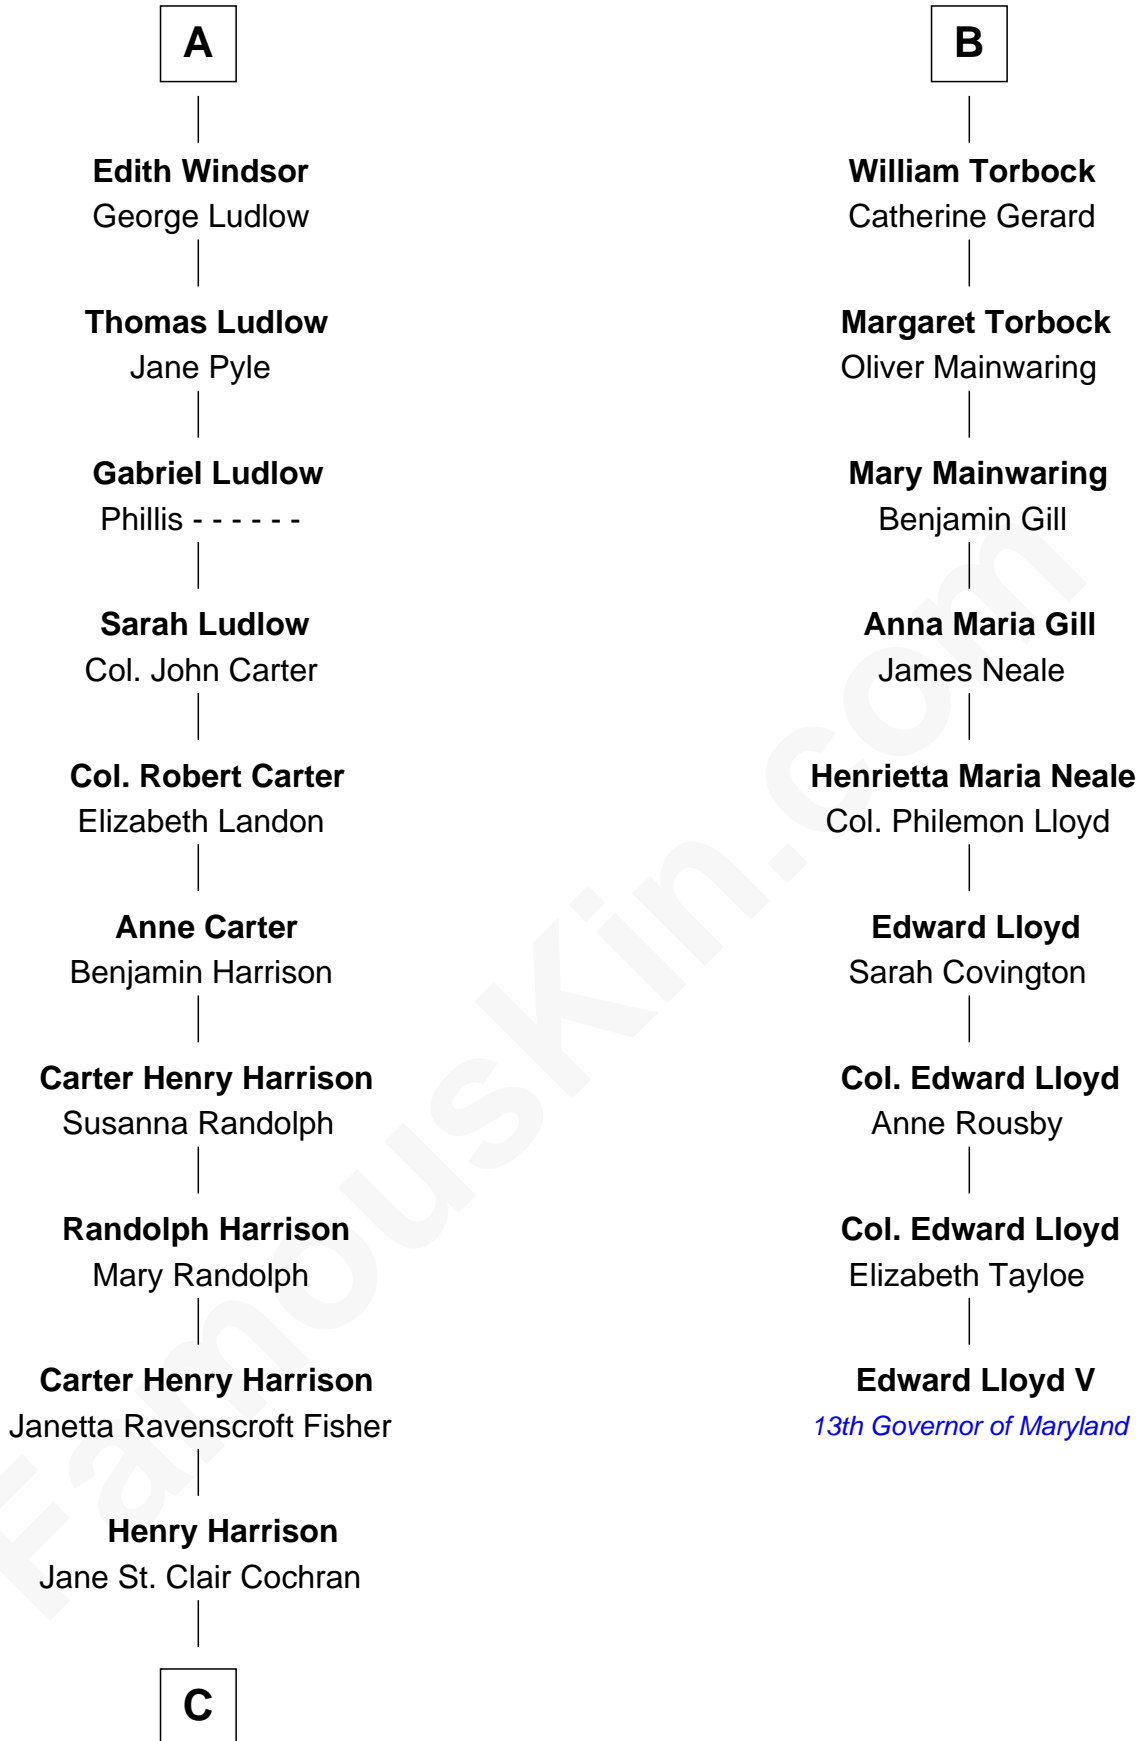 A
Edith Windsor
George Ludlow
Thomas Ludlow
Jane Pyle
Gabriel Ludlow
Phillis - - - - - -
Sarah Ludlow
Col. John Carter
Col. Robert Carter
Elizabeth Landon
Anne Carter
Benjamin Harrison
Carter Henry Harrison
Susanna Randolph
Randolph Harrison
Mary Randolph
Carter Henry Harrison
Janetta Ravenscroft Fisher
Henry Harrison
Jane St. Clair Cochran
C
B
William Torbock
Catherine Gerard
Margaret Torbock
Oliver Mainwaring
Mary Mainwaring
Benjamin Gill
Anna Maria Gill
James Neale
Henrietta Maria Neale
Col. Philemon Lloyd
Edward Lloyd
Sarah Covington
Col. Edward Lloyd
Anne Rousby
Col. Edward Lloyd
Elizabeth Tayloe
Edward Lloyd V
13th Governor of Maryland
FamousKin.com